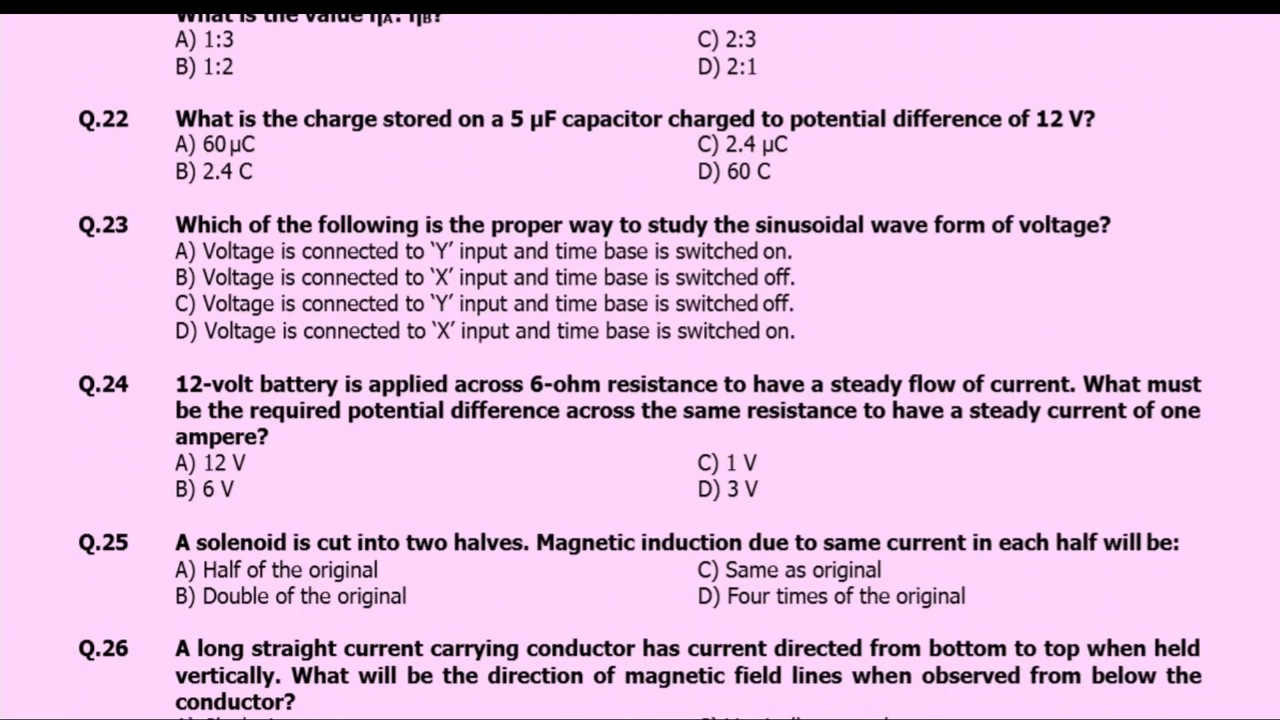 What is the value ηA: ηB?
A) 1:3 C) 2:3
B) 1:2 D) 2:1
Q.22 What is the charge stored on a 5 µF capacitor charged to potential difference of 12 V?
A) 60 µC C) 2.4 µC
B) 2.4 C D) 60 C
Q.23 Which of the following is the proper way to study the sinusoidal wave form of voltage?
A) Voltage is connected to ‘Y’ input and time base is switched on.
B) Voltage is connected to ‘X’ input and time base is switched off.
C) Voltage is connected to ‘Y’ input and time base is switched off.
D) Voltage is connected to ‘X’ input and time base is switched on.
Q.24 12-volt battery is applied across 6-ohm resistance to have a steady flow of current. What must
be the required potential difference across the same resistance to have a steady current of one
ampere?
A) 12 V C) 1 V
B) 6 V D) 3 V
Q.25 A solenoid is cut into two halves. Magnetic induction due to same current in each half will be:
A) Half of the original C) Same as original
B) Double of the original D) Four times of the original
Q.26 A long straight current carrying conductor has current directed from bottom to top when held
vertically. What will be the direction of magnetic field lines when observed from below the
conductor?